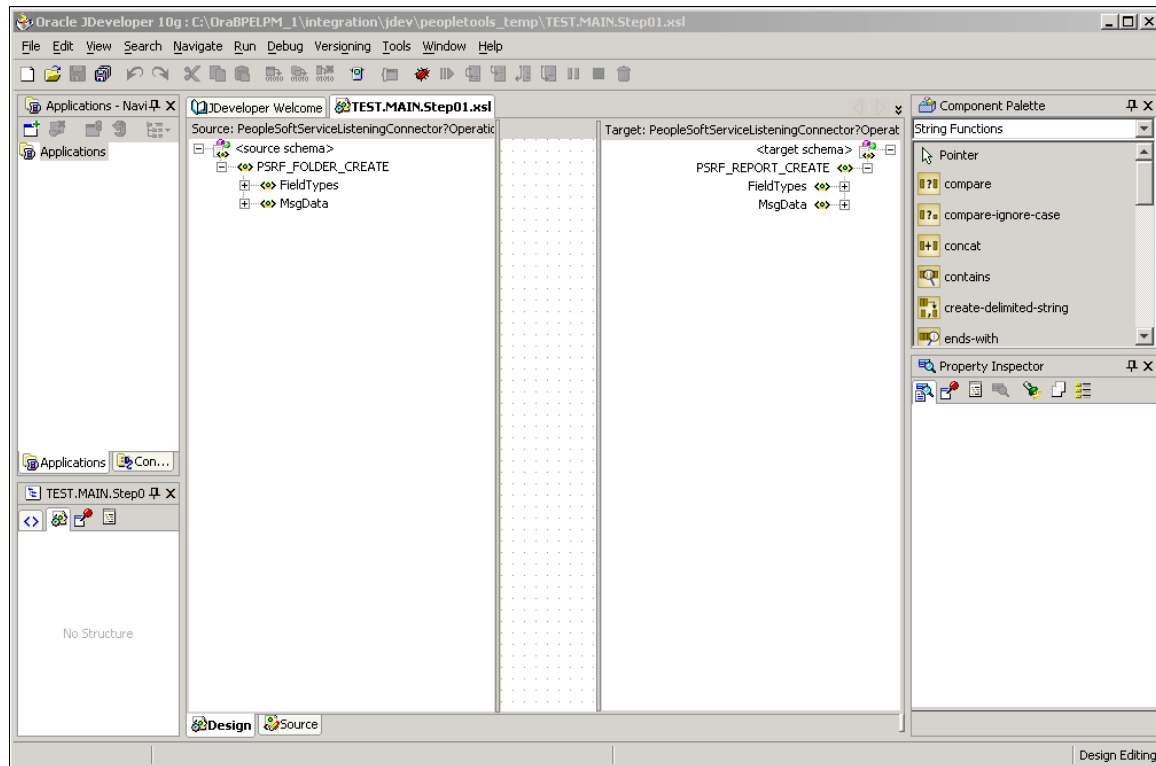 Oracle JDeveloper 10g : C:\OraBPELPM_1\integration\jdev\peopletools_temp\TEST.MAIN.Step01.xsl
File Edit View Search Navigate Run Debug Versioning Tools Window Help
Applications - Navi
Applications
Applications
Con...
TEST.MAIN.Step0
No Structure
JDeveloper Welcome
TEST.MAIN.Step01.xsl
Source: PeopleSoftServiceListeningConnector?Operatic
<source schema>
PSRF_FOLDER_CREATE
FieldTypes
MsgData
Target: PeopleSoftServiceListeningConnector?Operat
<target schema>
PSRF_REPORT_CREATE
FieldTypes
MsgData
Design
Source
Component Palette
String Functions
Pointer
compare
compare-ignore-case
concat
contains
create-delimited-string
ends-with
Property Inspector
Design Editing